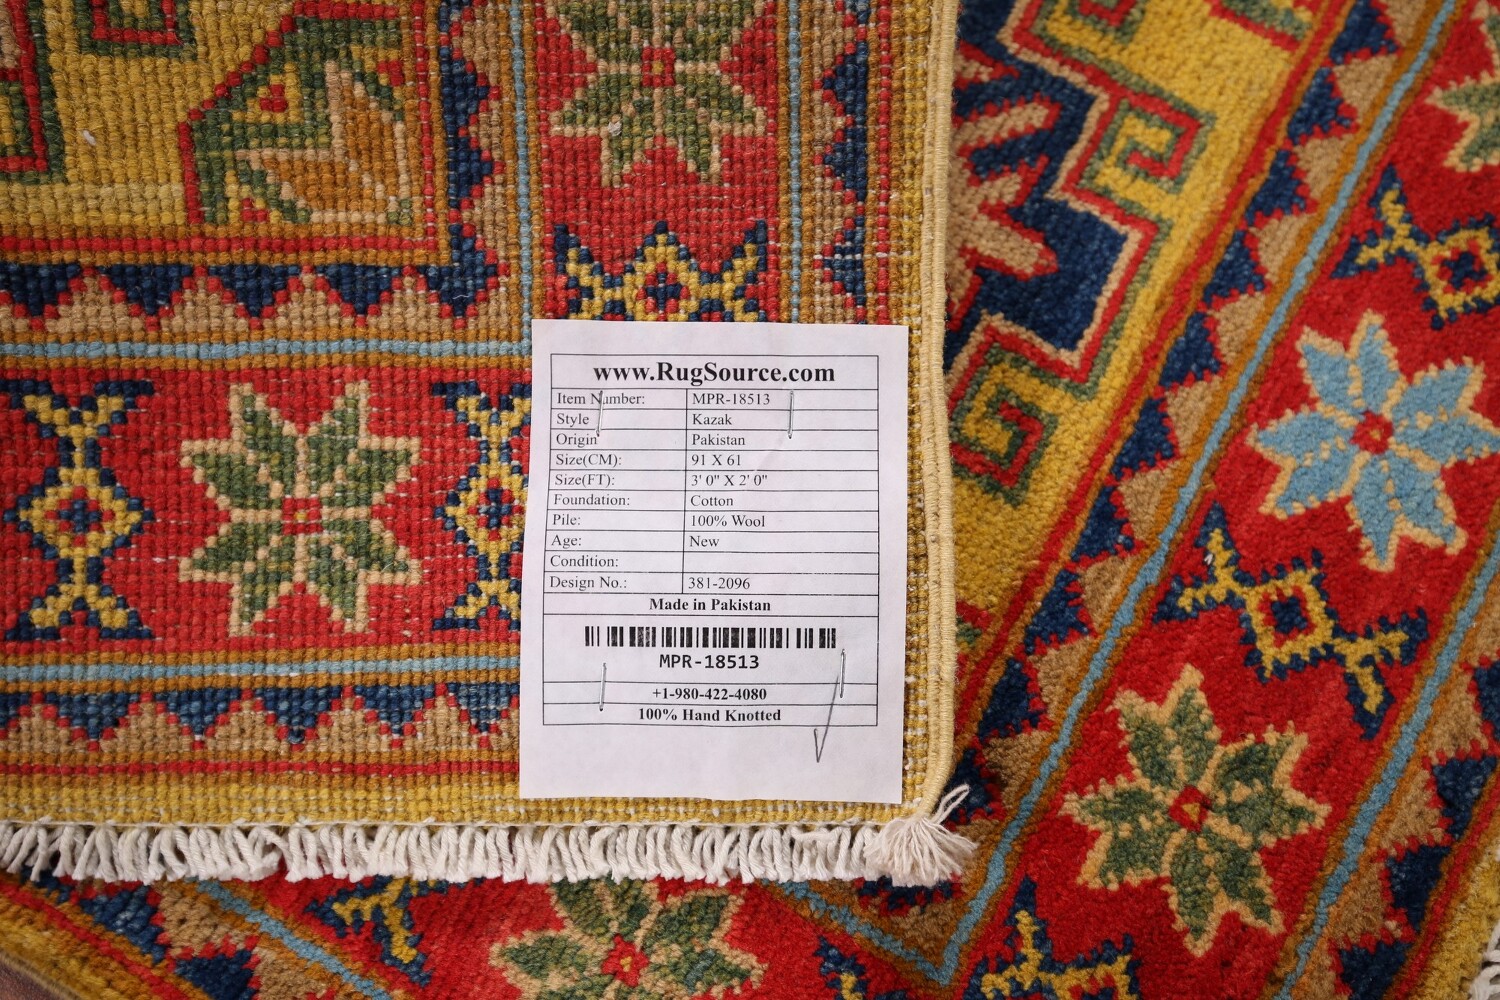 www.RugSource.com
Item Number: MPR-18513
Style Kazak
Origin Pakistan
Size(CM): 91 X 61
Size(FT): 3' 0" X 2' 0"
Foundation: Cotton
Pile: 100% Wool
Age: New
Condition:
Design No.: 381-2096
Made in Pakistan
MPR-18513
+1-980-422-4080
100% Hand Knotted